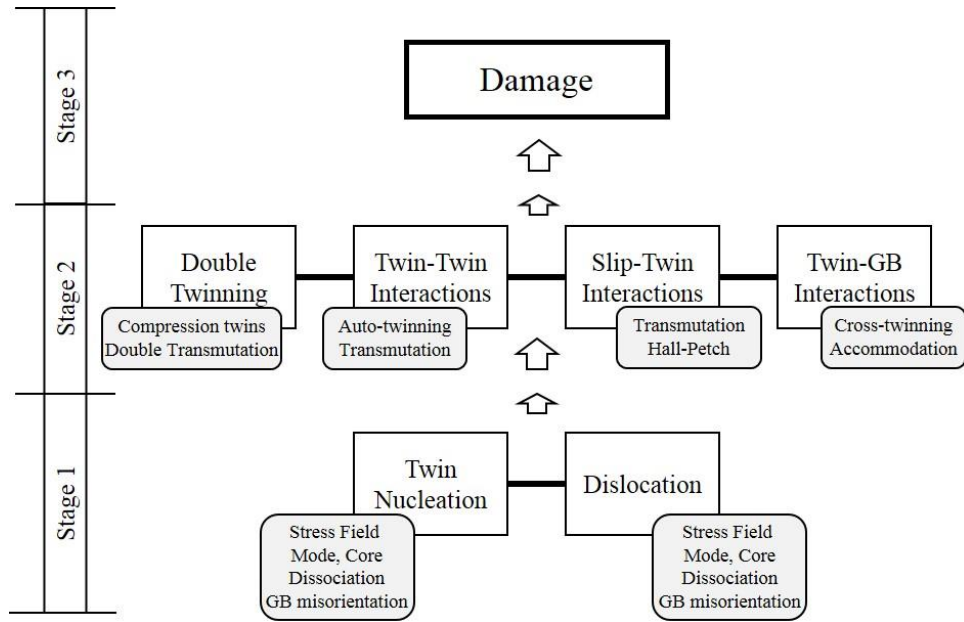 Stage 3
Damage
Stage 2
Double
Twinning
Compression twins
Double Transmutation
Twin-Twin
Interactions
Auto-twinning
Transmutation
Slip-Twin
Interactions
Transmutation
Hall-Petch
Twin-GB
Interactions
Cross-twinning
Accommodation
Stage 1
Twin
Nucleation
Stress Field
Mode, Core
Dissociation
GB misorientation
Dislocation
Stress Field
Mode, Core
Dissociation
GB misorientation